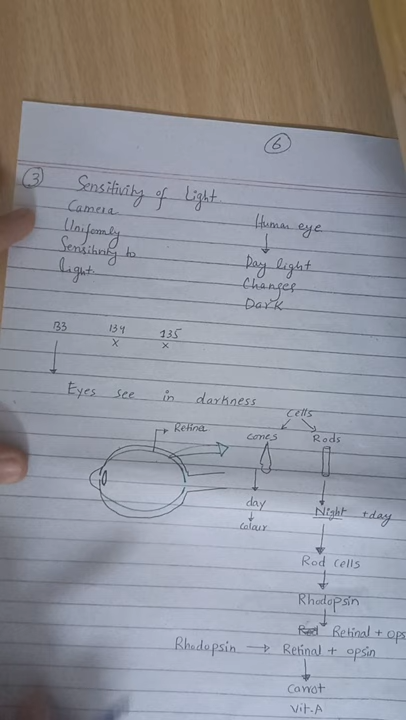 6
3 Sensitivity of Light
Camera
Uniformly
Sensitivity to
light
Human eye
Day light
Changes
Dark
133 134 135
x x
Eyes see in darkness
Cells
Retina
cones Rods
day
colour
Night + day
Rod cells
Rhodopsin
Retinal + ops
Rhodopsin → Retinal + opsin
Carrot
Vit. A